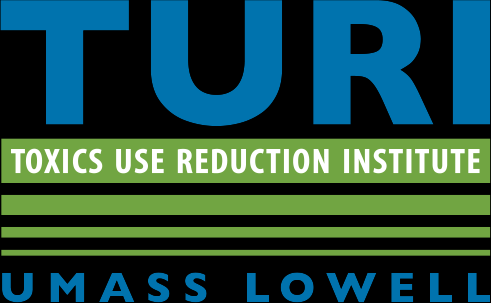 TURI
TOXICS USE REDUCTION INSTITUTE
UMASS LOWELL